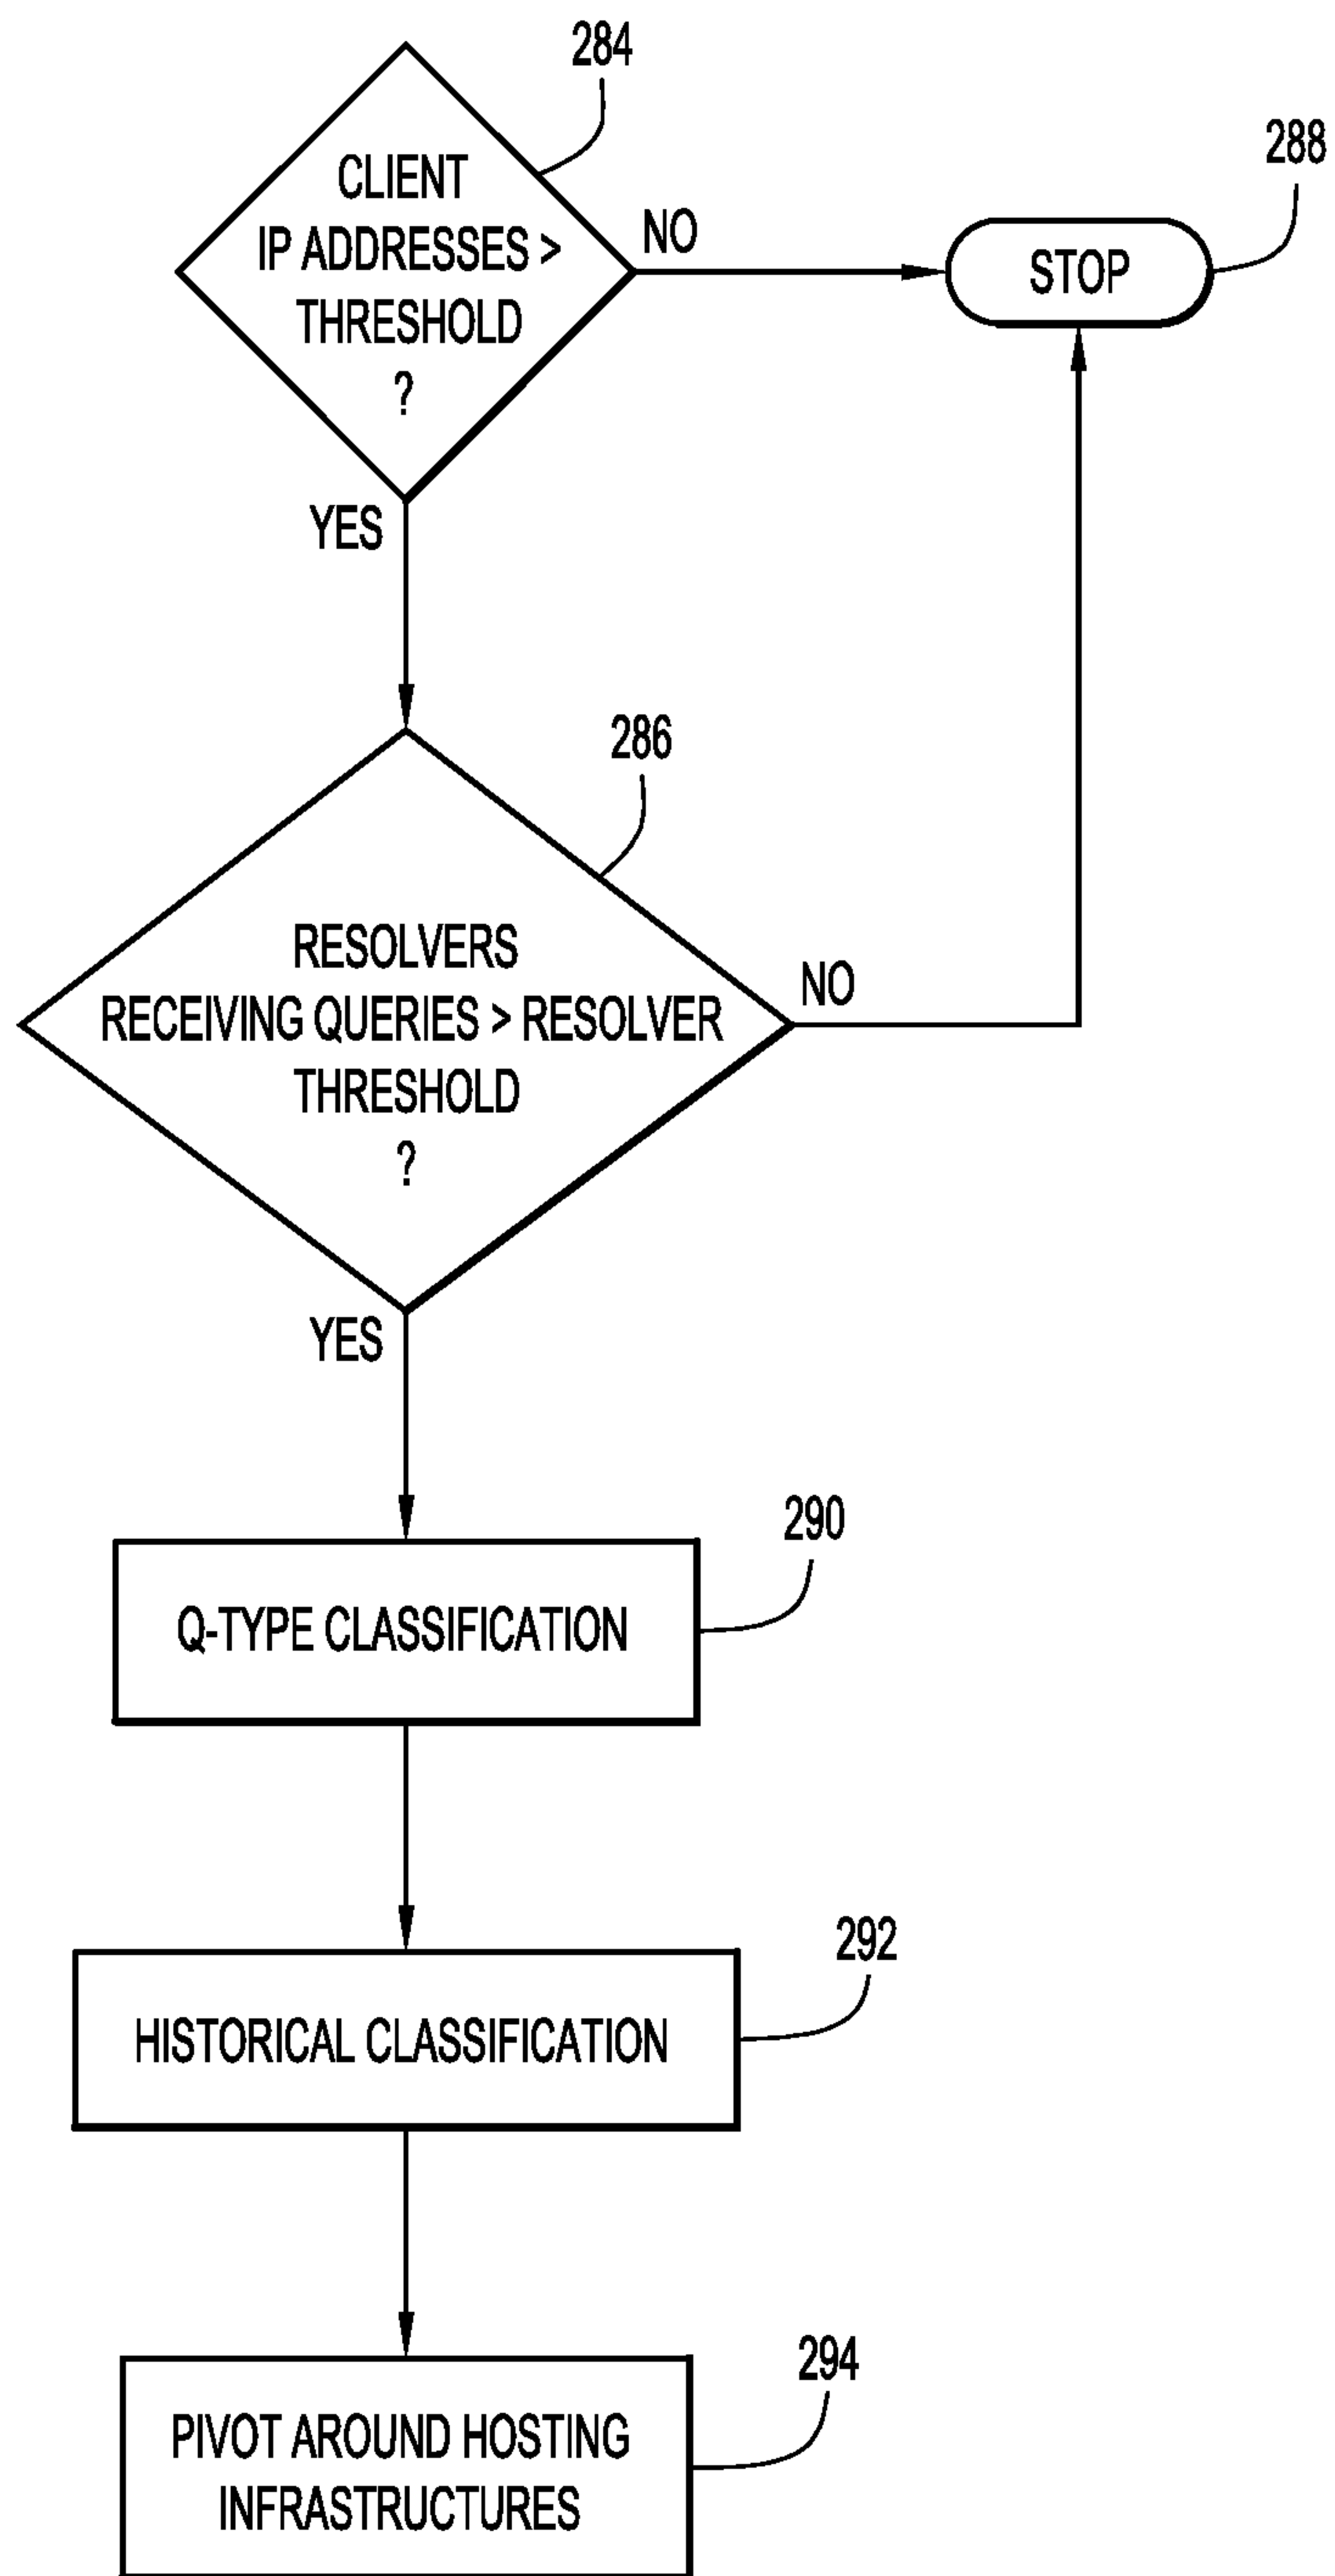 284
CLIENT
IP ADDRESSES >
THRESHOLD
?
NO
STOP
288
YES
286
RESOLVERS
RECEIVING QUERIES > RESOLVER
THRESHOLD
?
NO
YES
290
Q-TYPE CLASSIFICATION
292
HISTORICAL CLASSIFICATION
294
PIVOT AROUND HOSTING
INFRASTRUCTURES